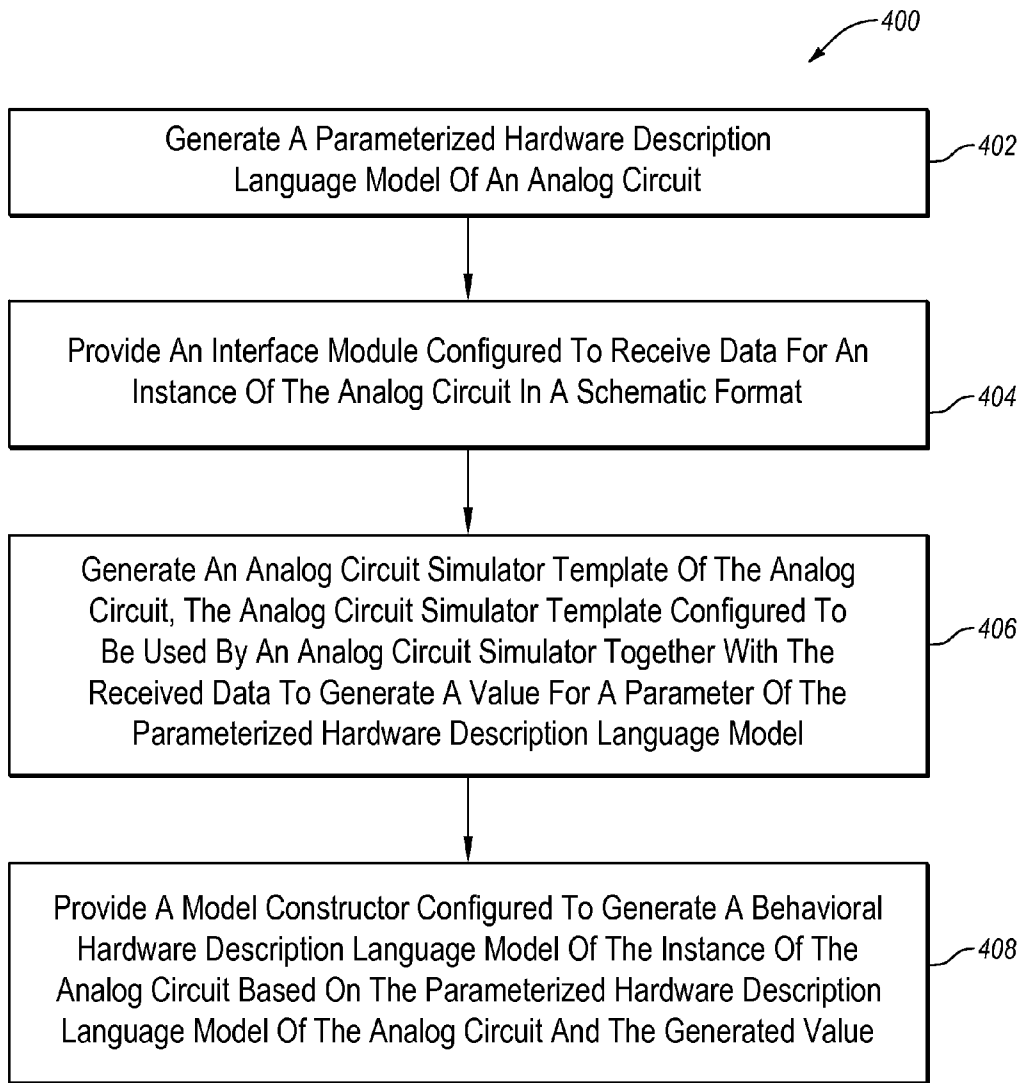 400
Generate A Parameterized Hardware Description
Language Model Of An Analog Circuit
402
Provide An Interface Module Configured To Receive Data For An
Instance Of The Analog Circuit In A Schematic Format
404
Generate An Analog Circuit Simulator Template Of The Analog
Circuit, The Analog Circuit Simulator Template Configured To
Be Used By An Analog Circuit Simulator Together With The
Received Data To Generate A Value For A Parameter Of The
Parameterized Hardware Description Language Model
406
Provide A Model Constructor Configured To Generate A Behavioral
Hardware Description Language Model Of The Instance Of The
Analog Circuit Based On The Parameterized Hardware Description
Language Model Of The Analog Circuit And The Generated Value
408